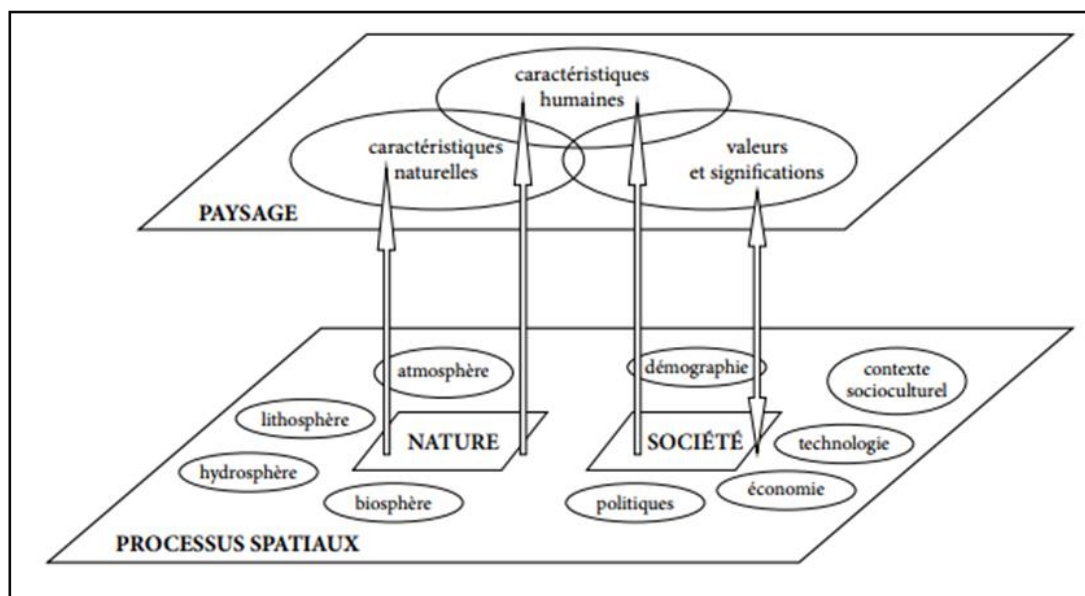 caractéristiques
humaines
caractéristiques
naturelles
valeurs
et significations
PAYSAGE
atmosphère
démographie
contexte
socioculturel
lithosphère
NATURE
SOCIÉTÉ
technologie
hydrosphère
biosphère
politiques
économie
PROCESSUS SPATIAUX